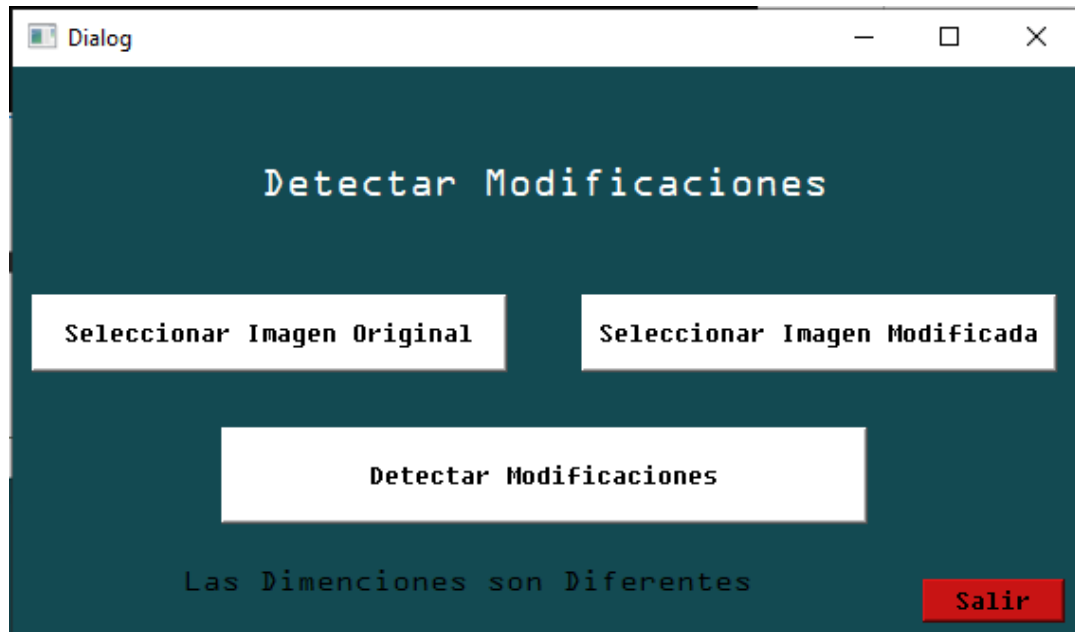 Dialog
Detectar Modificaciones
Seleccionar Imagen Original
Seleccionar Imagen Modificada
Detectar Modificaciones
Las Dimenciones son Diferentes
Salir